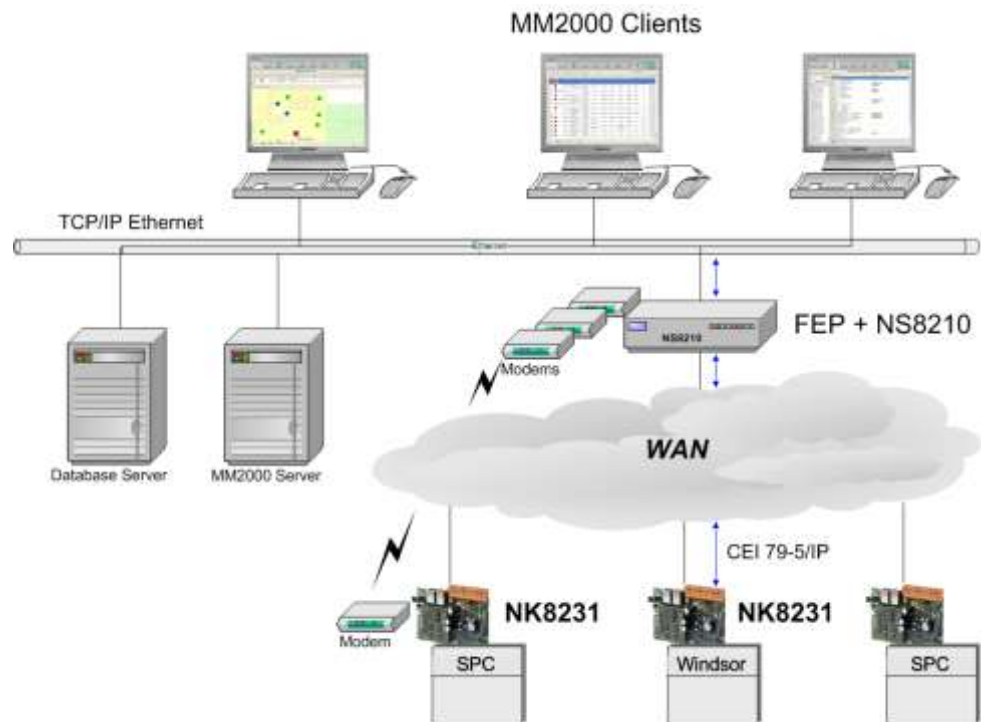 MM2000 Clients
TCP/IP Ethernet
Ethernet
FEP + NS8210
NS8210
Modems
WAN
Database Server
MM2000 Server
CEI 79-5/IP
NK8231
NK8231
Modem
SPC
Windsor
SPC